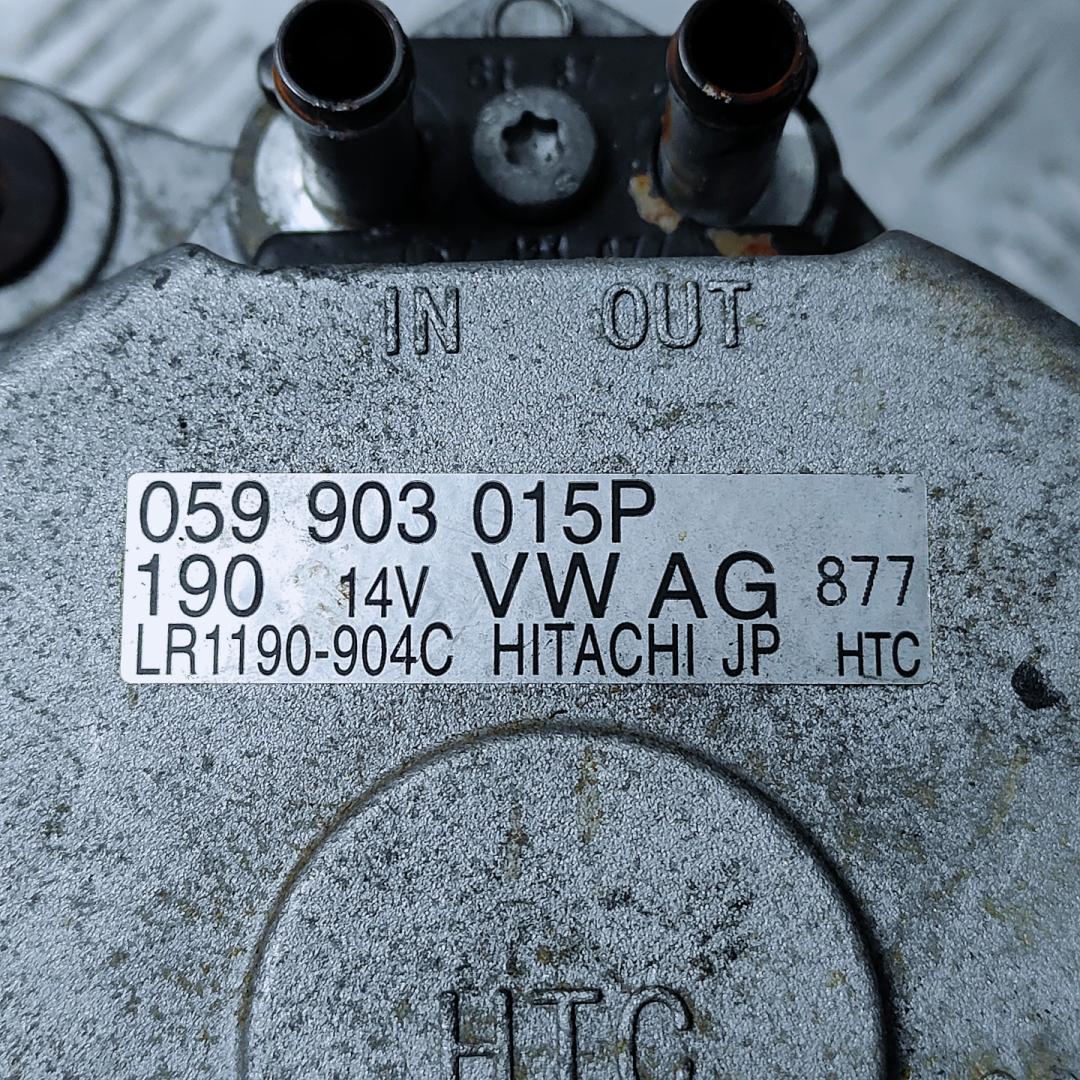 IN OUT
059 903 015P
190 14V VW AG 877
LR1190-904C HITACHI JP HTC
HTC